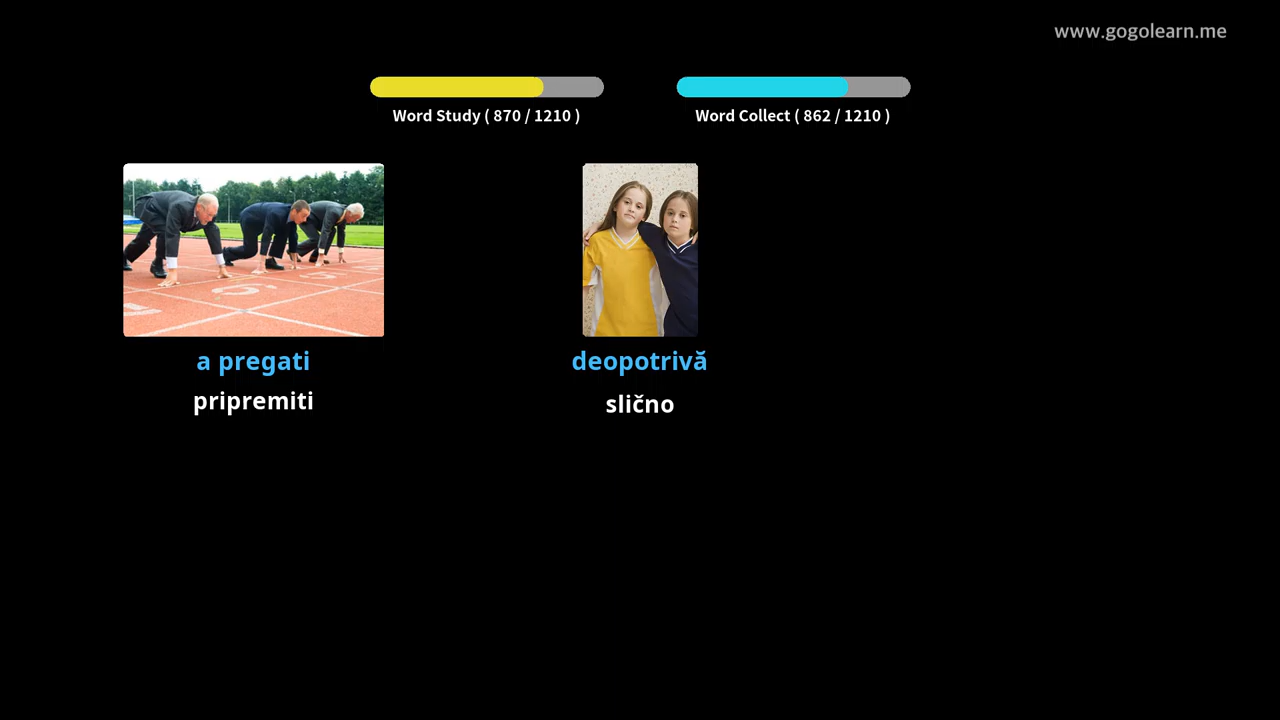 www.gogolearn.me
Word Study ( 870 / 1210 )
Word Collect ( 862 / 1210 )
a pregati
pripremiti
deopotrivă
slično